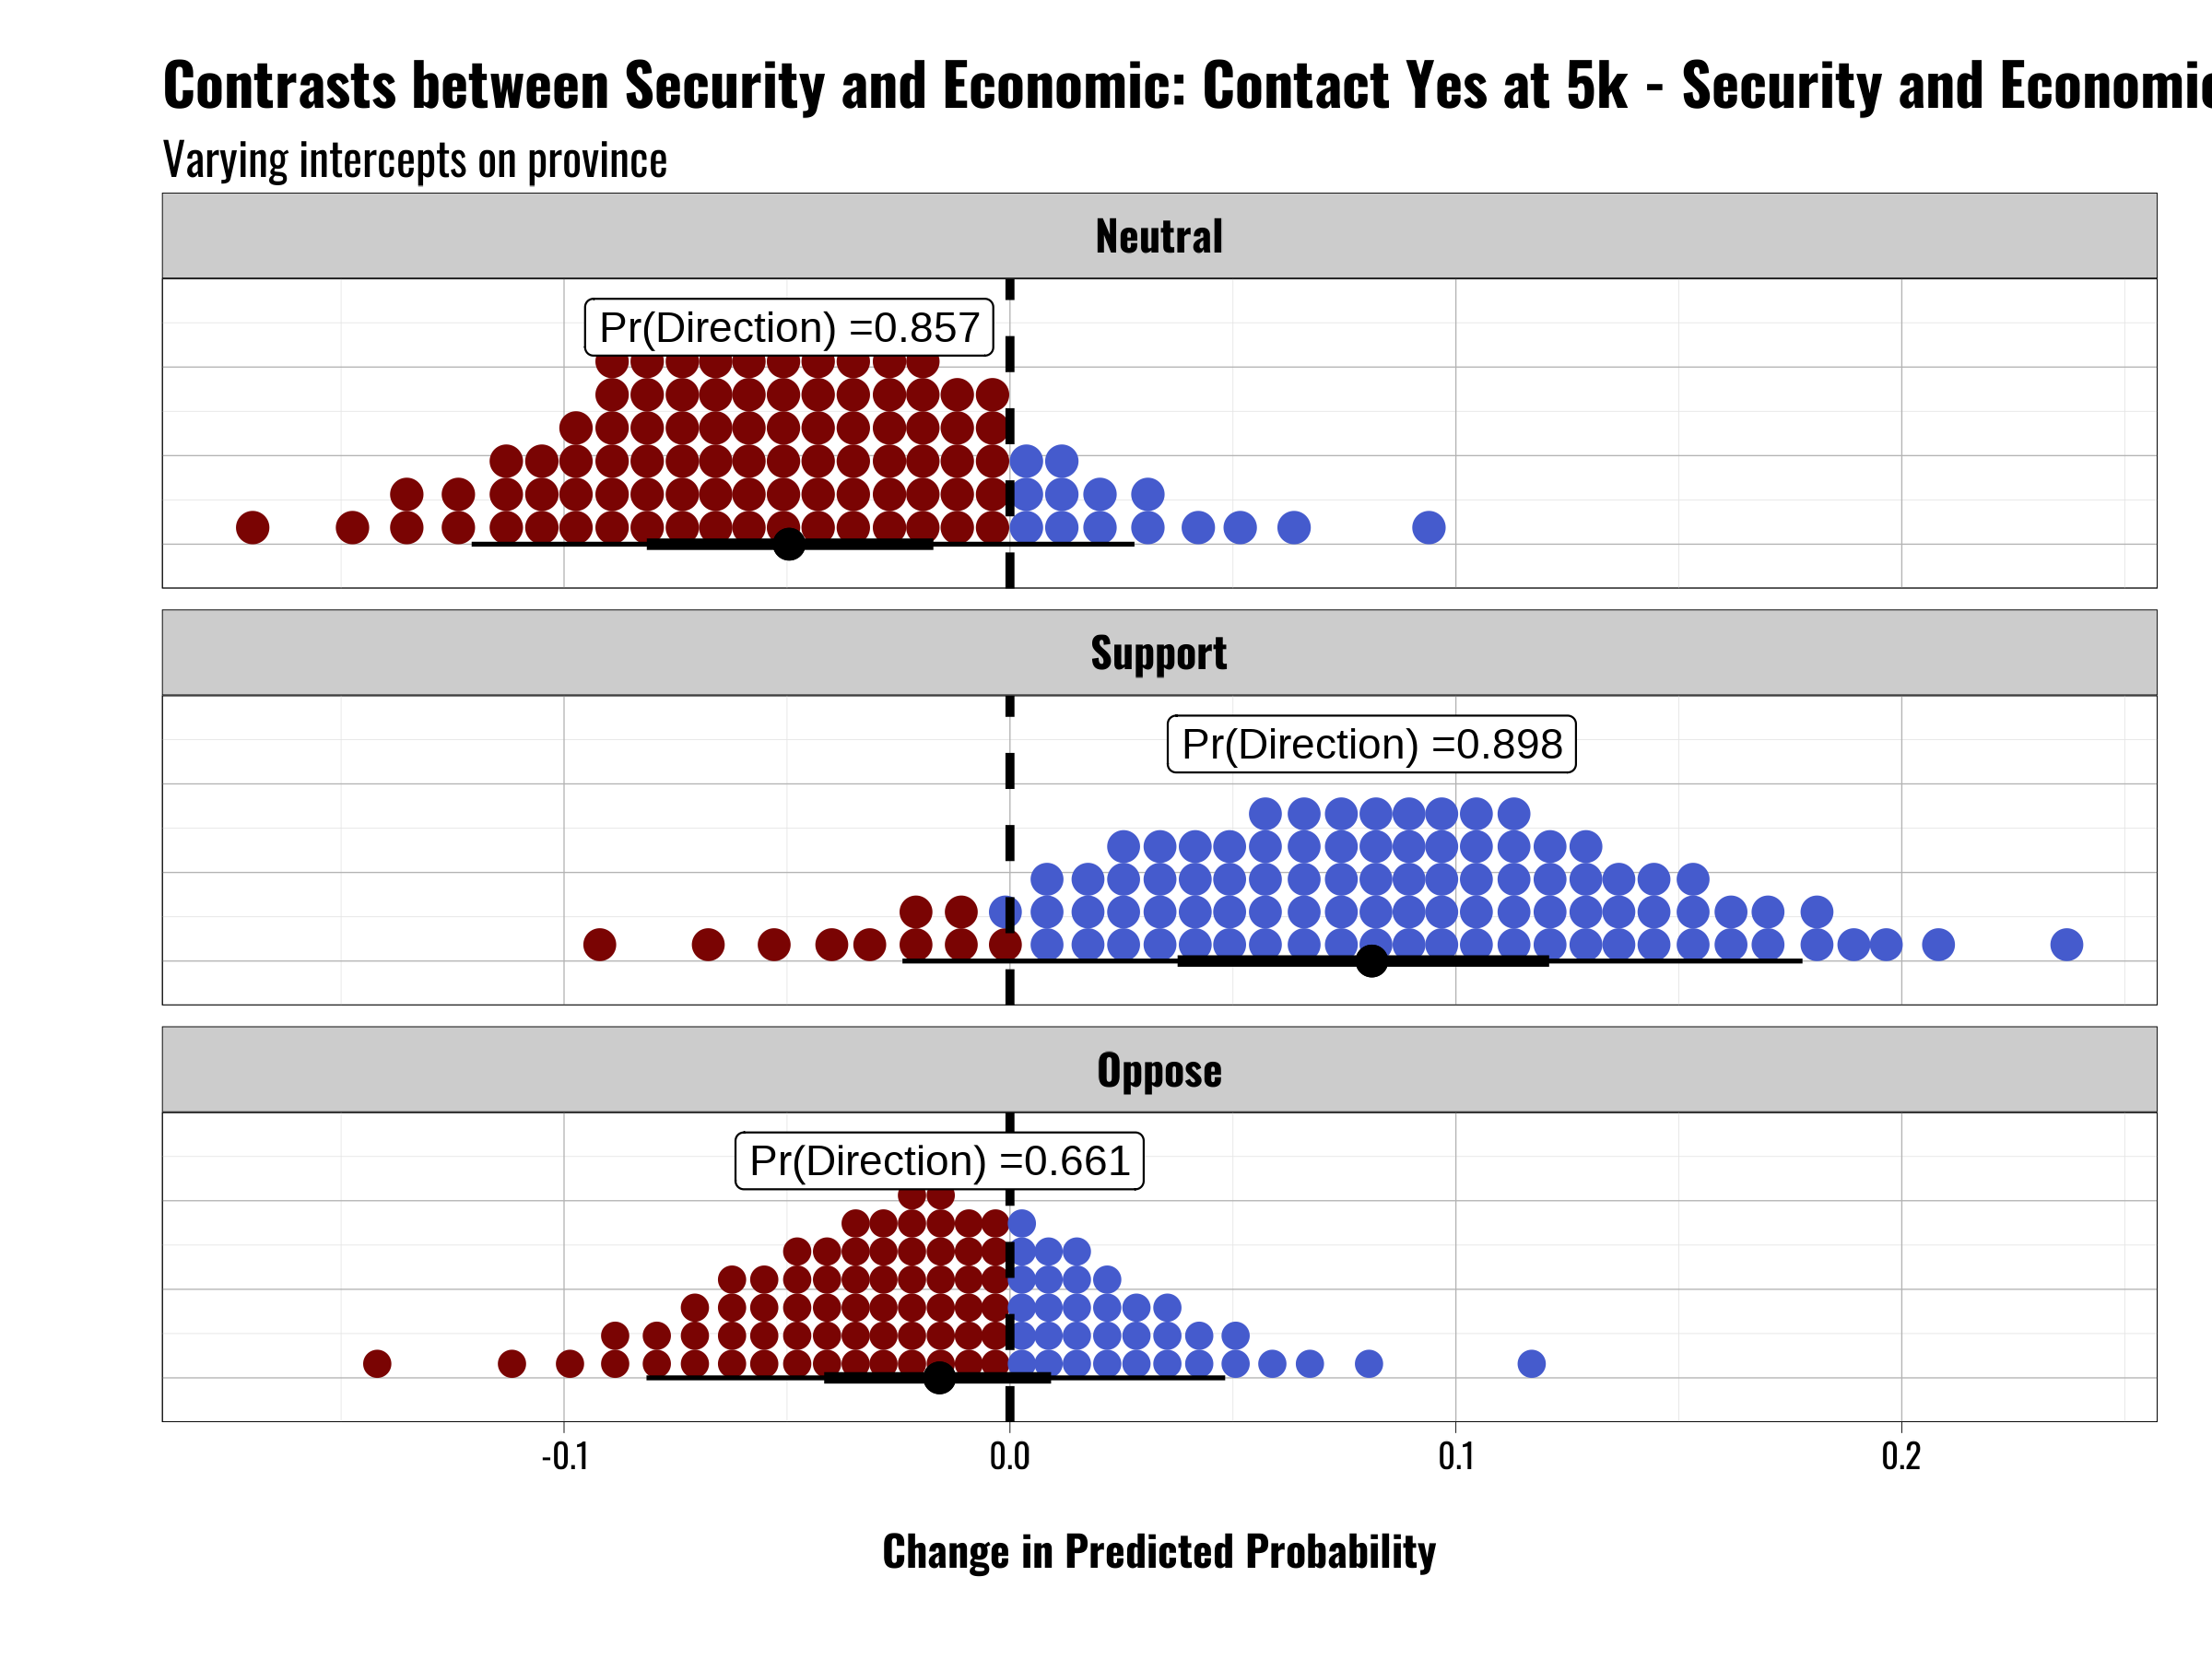 Contrasts between Security and Economic: Contact Yes at 5k - Security and Economic
Varying intercepts on province
Neutral
Pr(Direction) =0.857
Support
Pr(Direction) =0.898
Oppose
Pr(Direction) =0.661
-0.1 0.0 0.1 0.2
Change in Predicted Probability